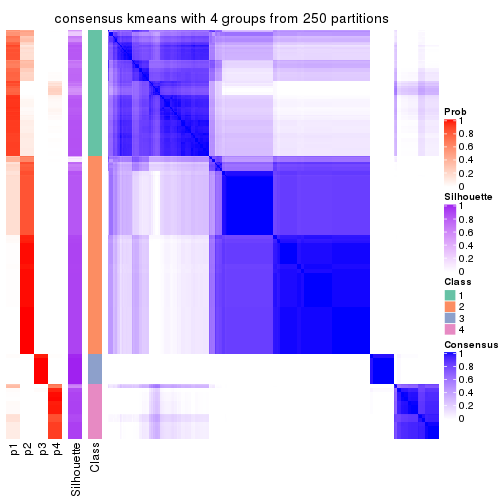 consensus kmeans with 4 groups from 250 partitions
Prob
1
0.8
0.6
0.4
0.2
0
Silhouette
1
0.8
0.6
0.4
0.2
0
Class
1
2
3
4
Consensus
1
0.8
0.6
0.4
0.2
0
p1
p2
p3
p4
Silhouette
Class